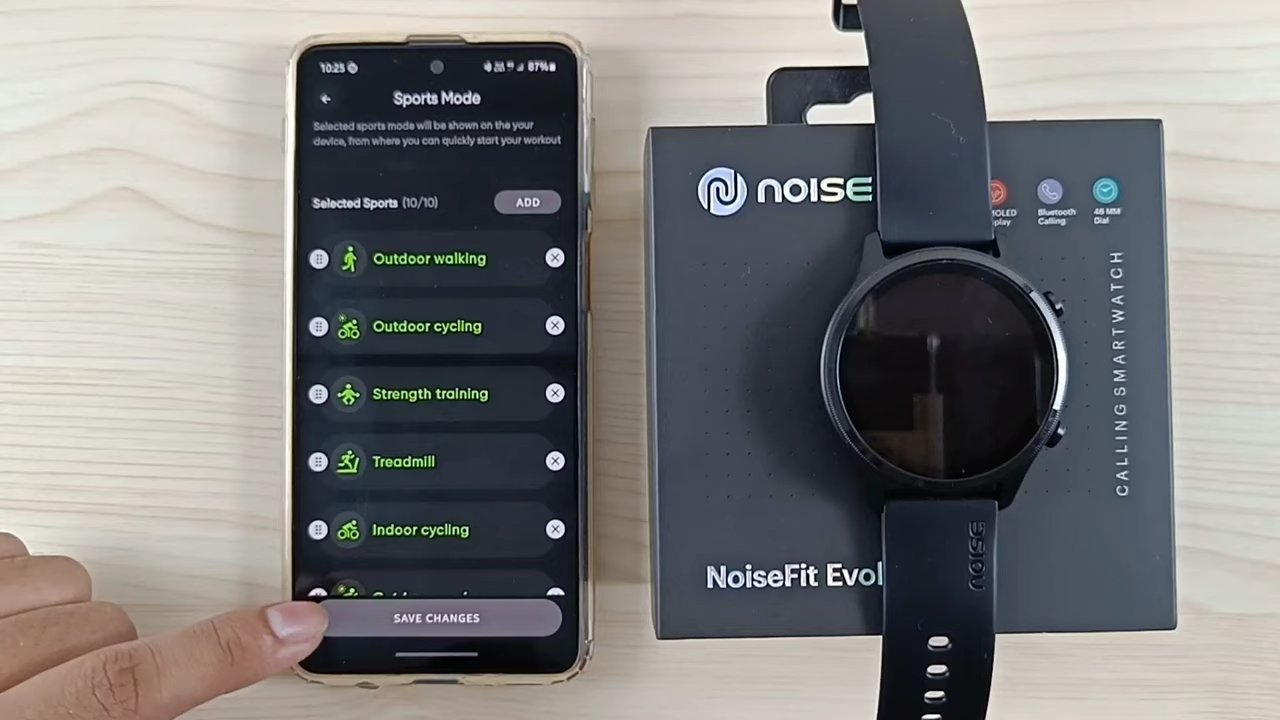 10:25
87%
Sports Mode
Selected sports mode will be shown on the your
device, from where you can quickly start your workout
Selected Sports (10/10)
ADD
Outdoor walking
Outdoor cycling
Strength training
Treadmill
Indoor cycling
SAVE CHANGES
NOISE
Bluetooth
Calling
46 MM
Dial
CALLING SMARTWATCH
NoiseFit Evol
NOISE